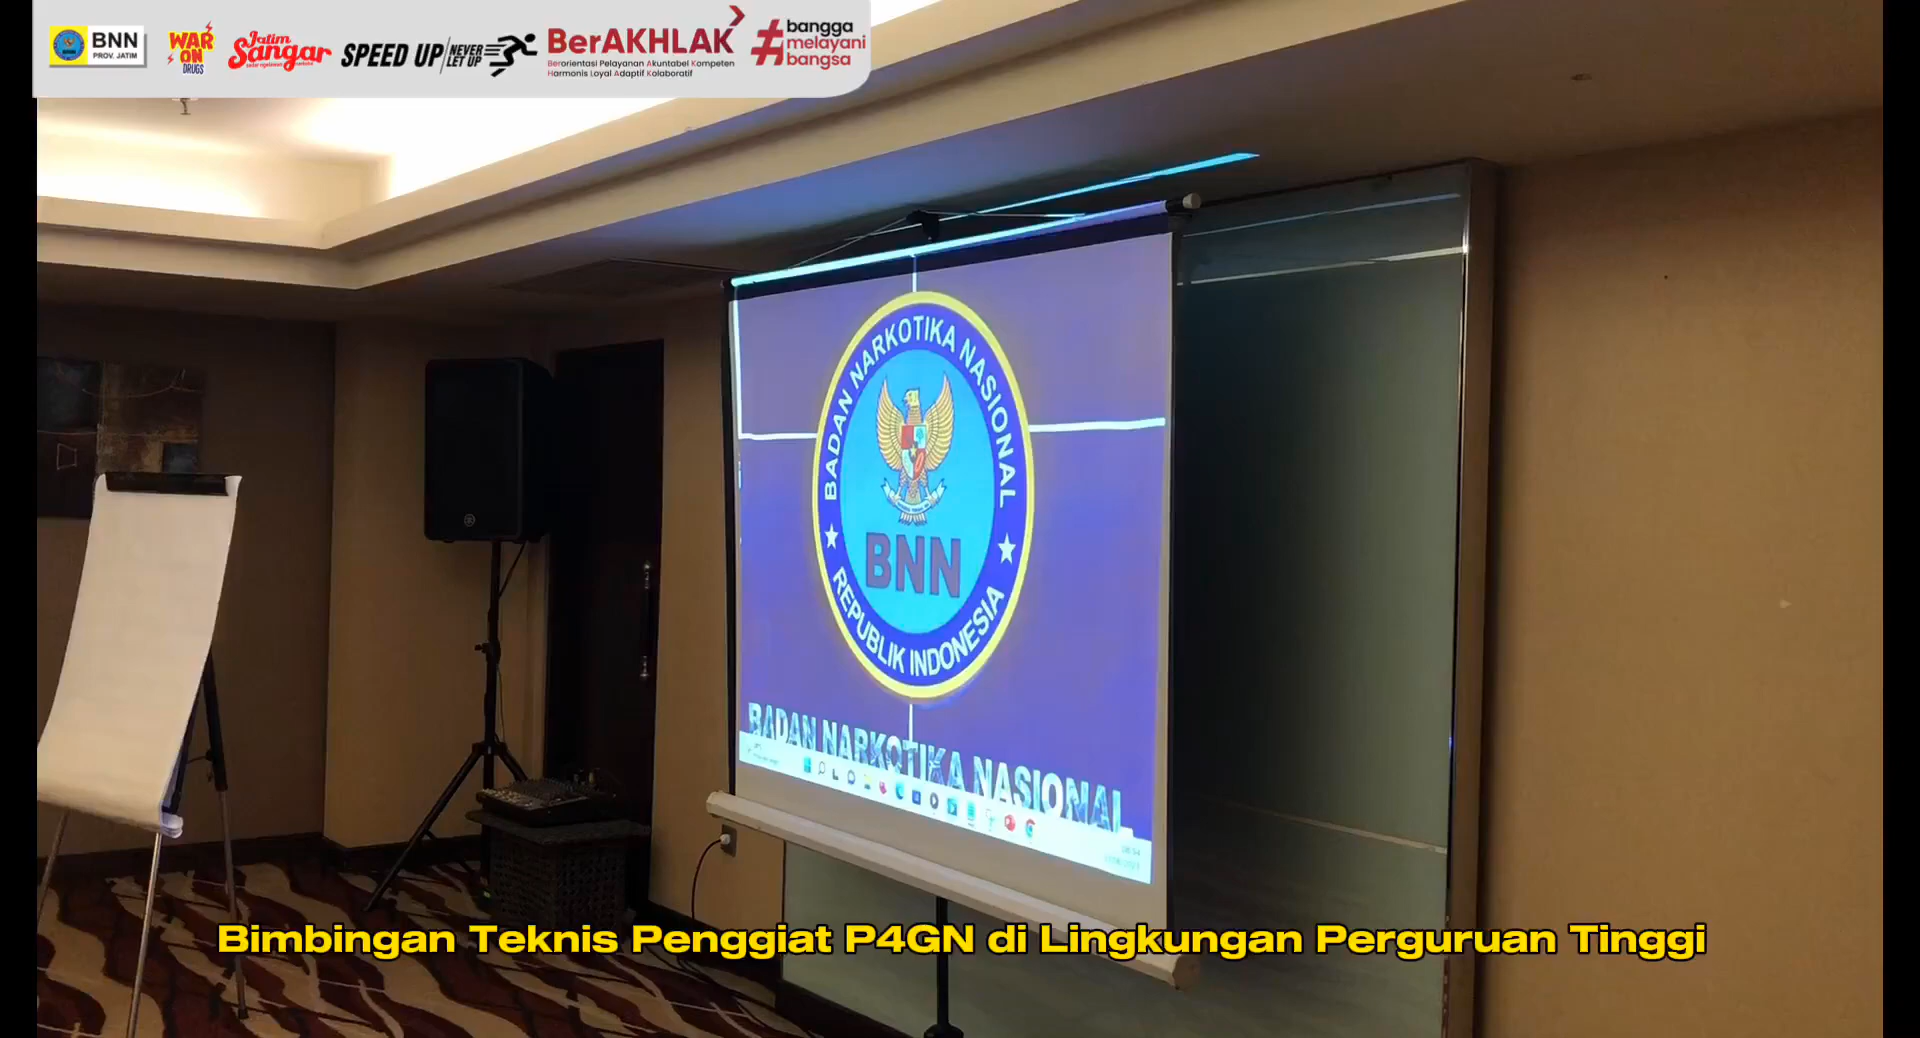 BNN
PROV. JATIM
WAR
ON
DRUGS
Jatim
Sangar
SPEED UP
NEVER
LET UP
BerAKHLAK
Berorientasi Pelayanan Akuntabel Kompeten
Harmonis Loyal Adaptif Kolaboratif
#bangga
melayani
bangsa
BADAN NARKOTIKA NASIONAL
BNN
REPUBLIK INDONESIA
BADAN NARKOTIKA NASIONAL
Bimbingan Teknis Penggiat P4GN di Lingkungan Perguruan Tinggi